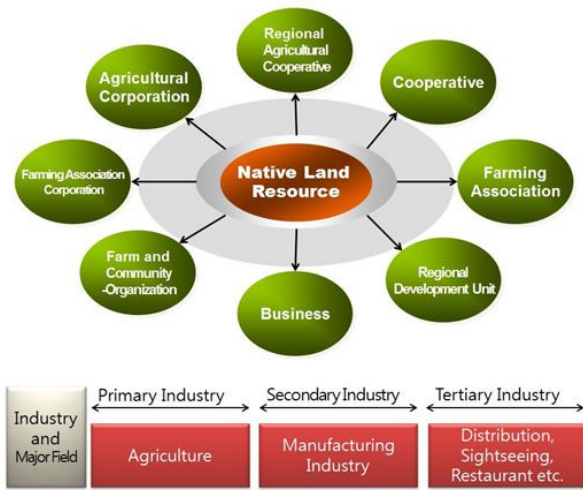 Regional
Agricultural
Cooperative
Agricultural
Corporation
Cooperative
Farming Association
Corporation
Native Land
Resource
Farming
Association
Farm and
Community
-Organization
Business
Regional
Development Unit
Industry
and
Major Field
Primary Industry
Secondary Industry
Tertiary Industry
Agriculture
Manufacturing
Industry
Distribution,
Sightseeing,
Restaurant etc.